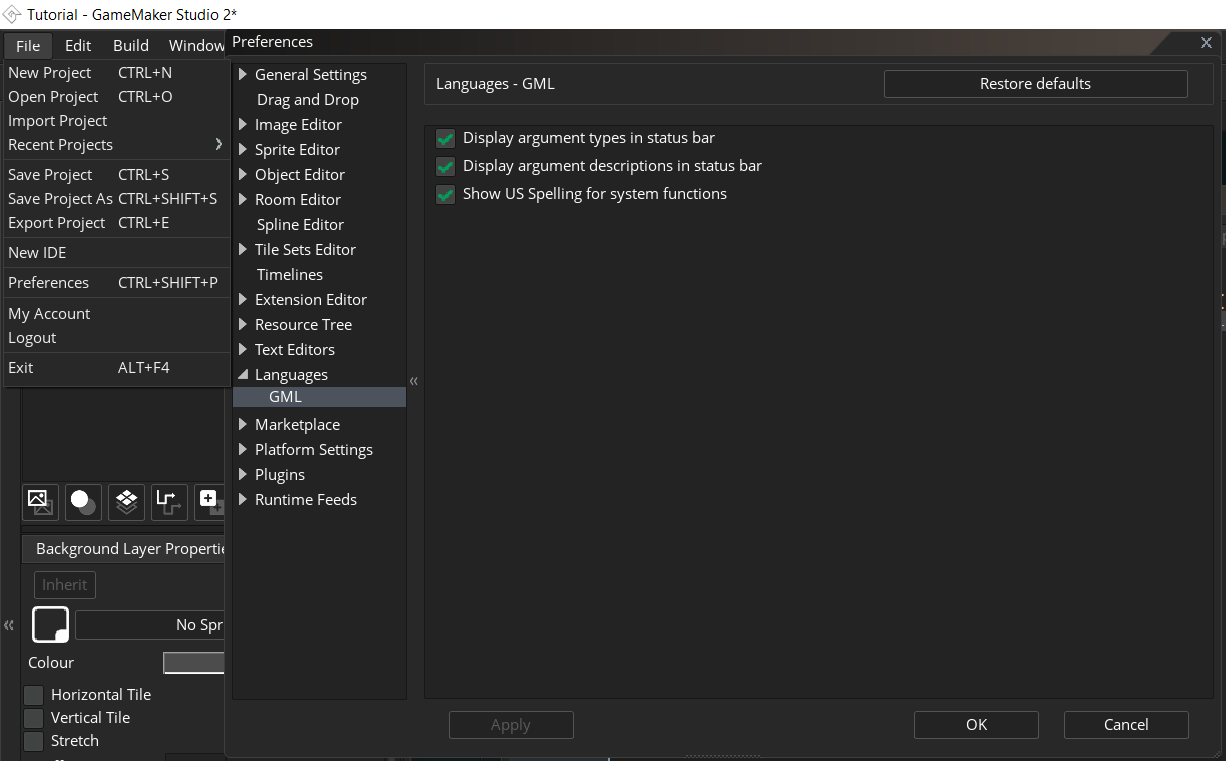 Tutorial - GameMaker Studio 2*
File Edit Build Window
New Project CTRL+N
Open Project CTRL+O
Import Project
Recent Projects
Save Project CTRL+S
Save Project As CTRL+SHIFT+S
Export Project CTRL+E
New IDE
Preferences CTRL+SHIFT+P
My Account
Logout
Exit ALT+F4
Preferences
General Settings
Drag and Drop
Image Editor
Sprite Editor
Object Editor
Room Editor
Spline Editor
Tile Sets Editor
Timelines
Extension Editor
Resource Tree
Text Editors
Languages
GML
Marketplace
Platform Settings
Plugins
Runtime Feeds
Languages - GML
Restore defaults
Display argument types in status bar
Display argument descriptions in status bar
Show US Spelling for system functions
Apply
OK
Cancel
Background Layer Propertie
Inherit
No Spr
Colour
Horizontal Tile
Vertical Tile
Stretch